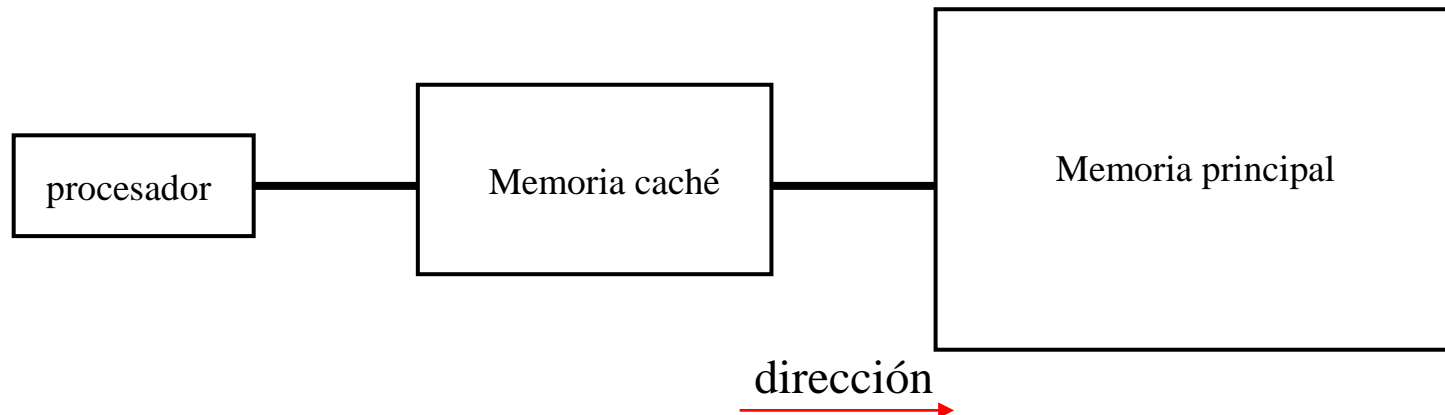 procesador
Memoria caché
Memoria principal
dirección